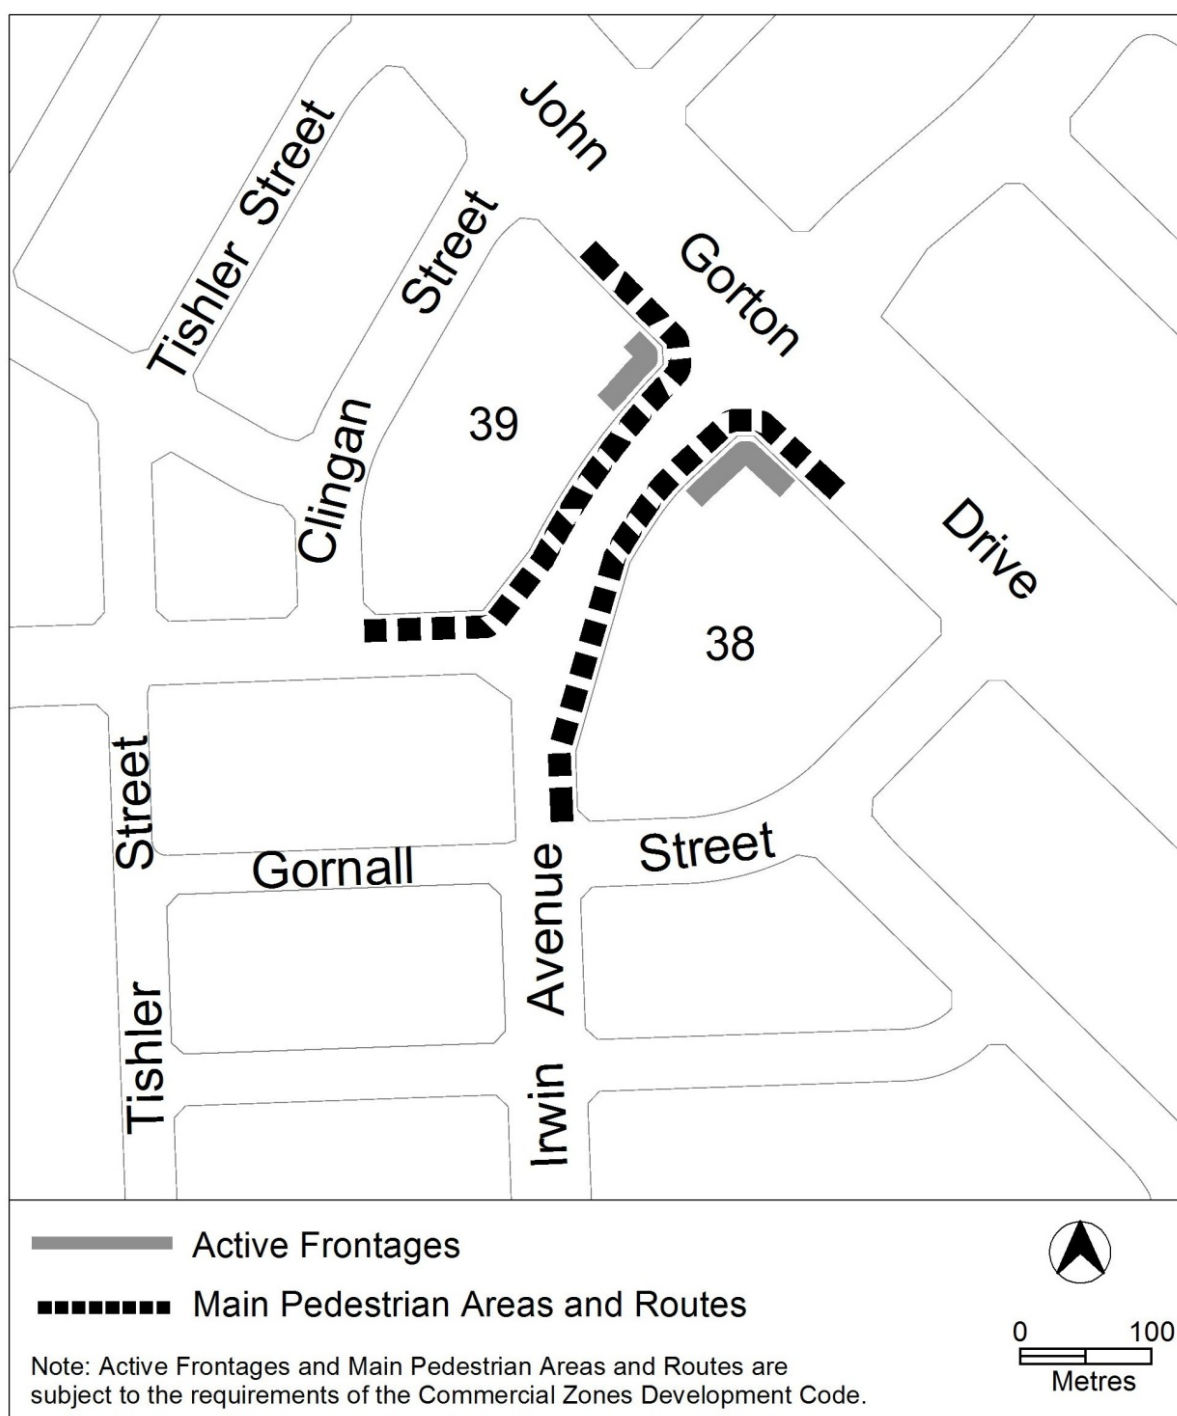 John
Gorton
Drive
Tishler Street
Clingan
Street
39
38
Street
Tishler
Gornall
Street
Irwin
Avenue
Active Frontages
Main Pedestrian Areas and Routes
Note: Active Frontages and Main Pedestrian Areas and Routes are
subject to the requirements of the Commercial Zones Development Code.
0 100
Metres